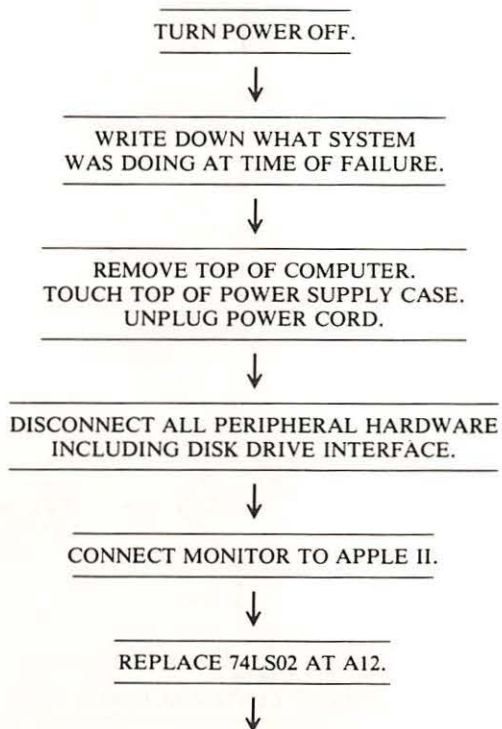 TURN POWER OFF.
WRITE DOWN WHAT SYSTEM
WAS DOING AT TIME OF FAILURE.
REMOVE TOP OF COMPUTER.
TOUCH TOP OF POWER SUPPLY CASE.
UNPLUG POWER CORD.
DISCONNECT ALL PERIPHERAL HARDWARE
INCLUDING DISK DRIVE INTERFACE.
CONNECT MONITOR TO APPLE II.
REPLACE 74LS02 AT A12.